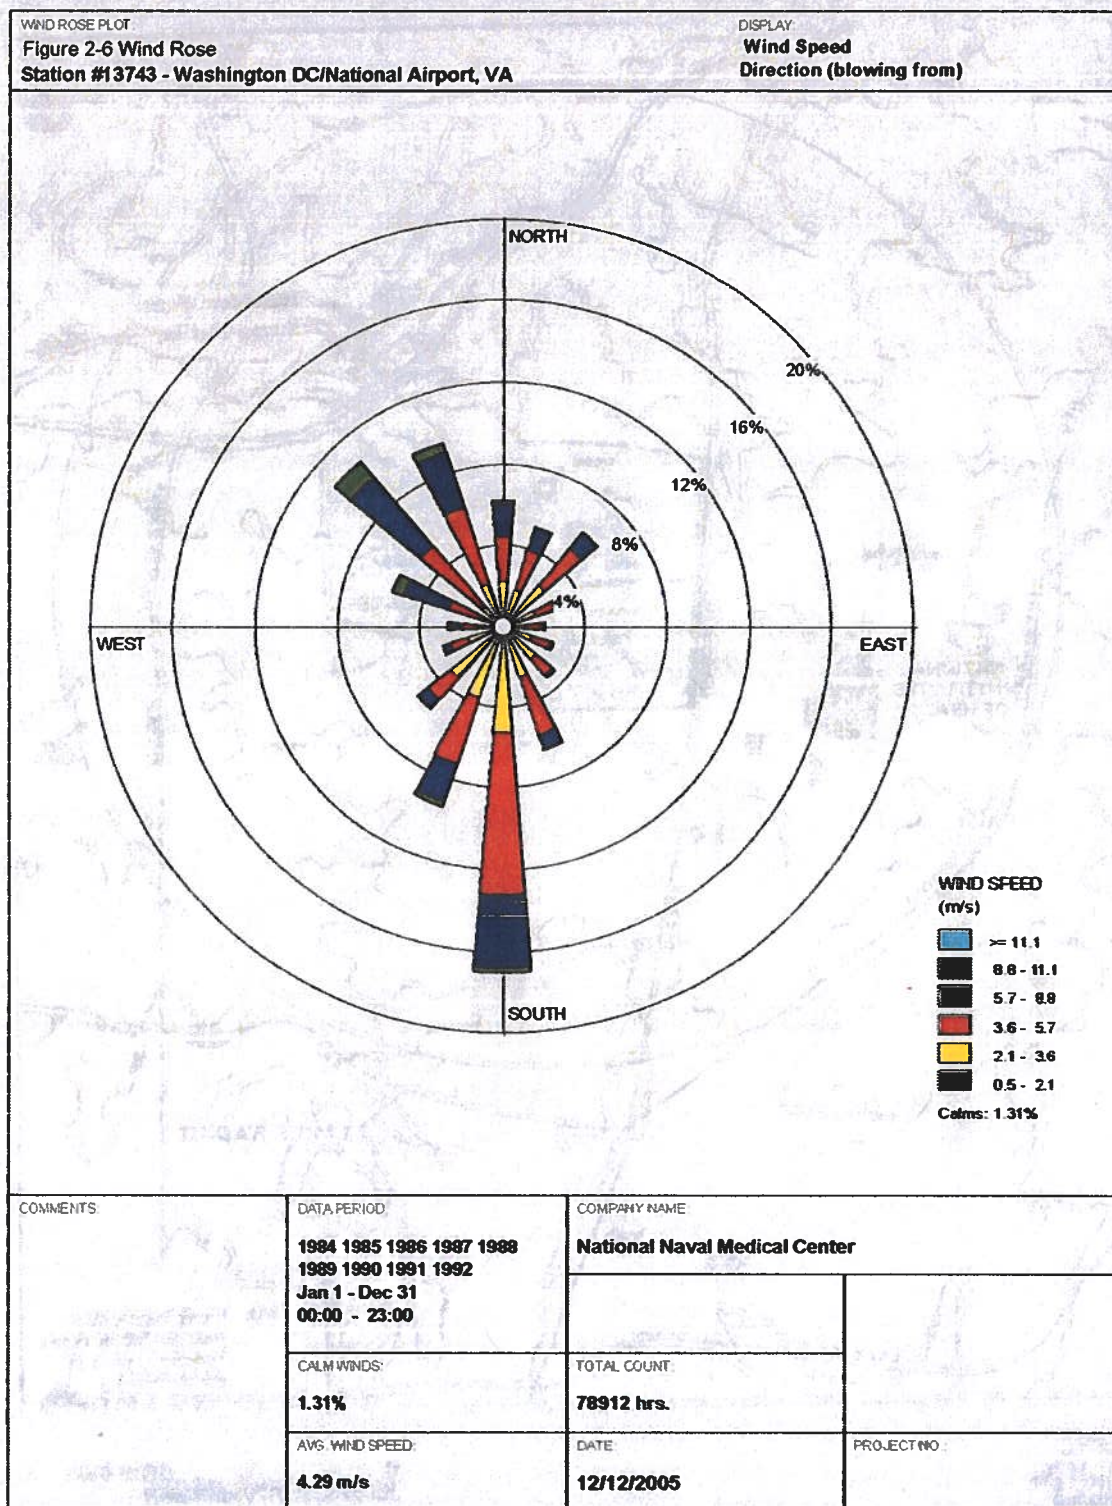 WIND ROSE PLOT
Figure 2-6 Wind Rose
Station #13743 - Washington DC/National Airport, VA
DISPLAY
Wind Speed
Direction (blowing from)
NORTH
20%
16%
12%
8%
4%
WEST
EAST
SOUTH
WIND SPEED
(m/s)
>= 11.1
8.8 - 11.1
5.7 - 8.8
3.6 - 5.7
2.1 - 3.6
0.5 - 2.1
Calms: 1.31%
COMMENTS:
DATA PERIOD:
1984 1985 1986 1987 1988
1989 1990 1991 1992
Jan 1 - Dec 31
00:00 - 23:00
COMPANY NAME:
National Naval Medical Center
CALM WINDS:
1.31%
TOTAL COUNT:
78912 hrs.
AVG. WIND SPEED:
4.29 m/s
DATE:
12/12/2005
PROJECT NO.: